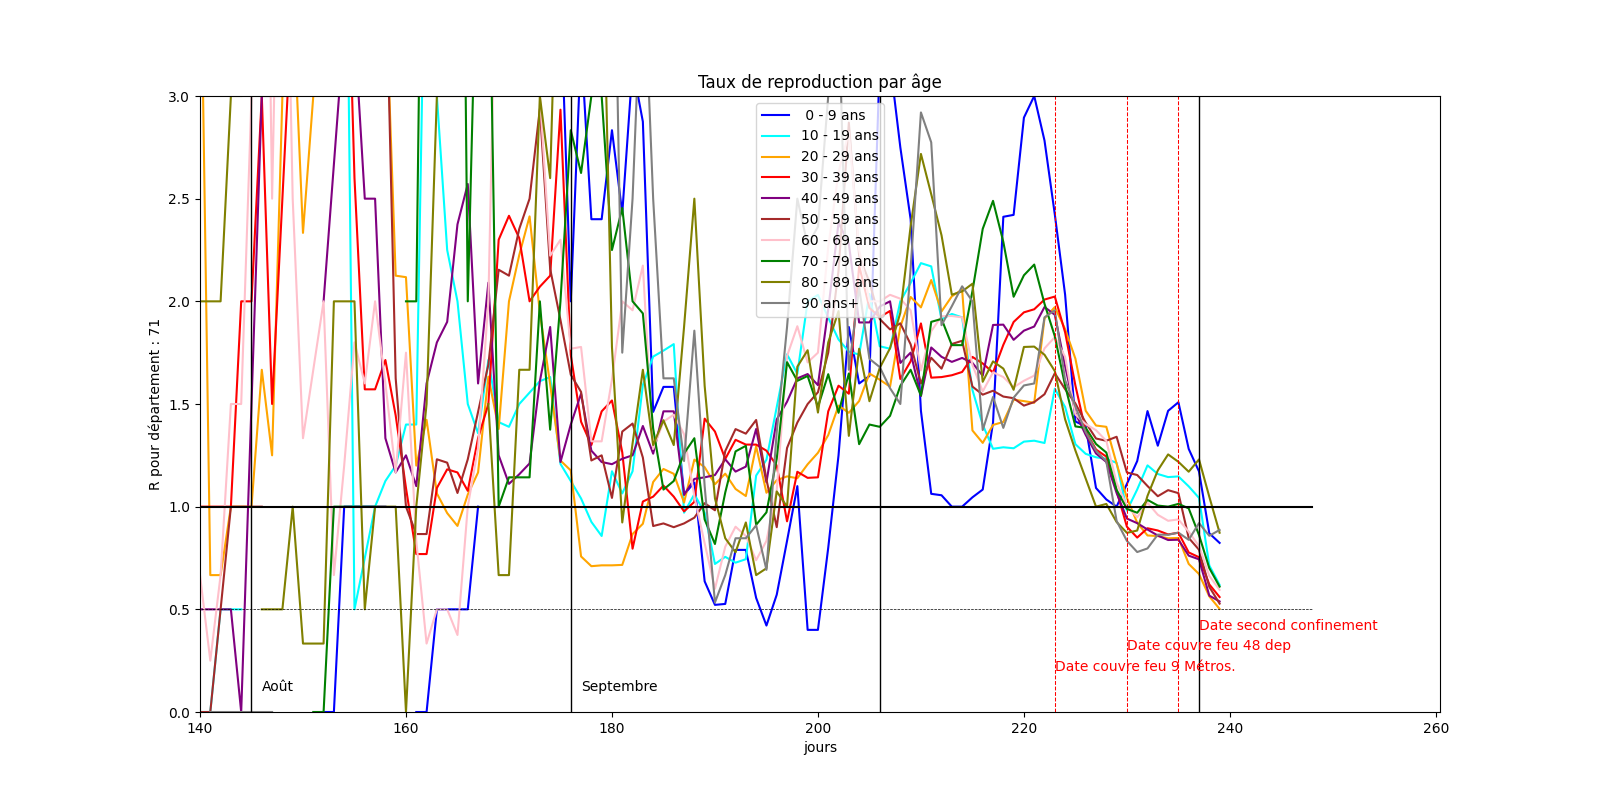 Taux de reproduction par âge
R pour département : 71
3.0
2.5
2.0
1.5
1.0
0.5
0.0
0 - 9 ans
10 - 19 ans
20 - 29 ans
30 - 39 ans
40 - 49 ans
50 - 59 ans
60 - 69 ans
70 - 79 ans
80 - 89 ans
90 ans+
Date second confinement
Date couvre feu 48 dep
Date couvre feu 9 Métros.
Août
Septembre
140
160
180
200
220
240
260
jours